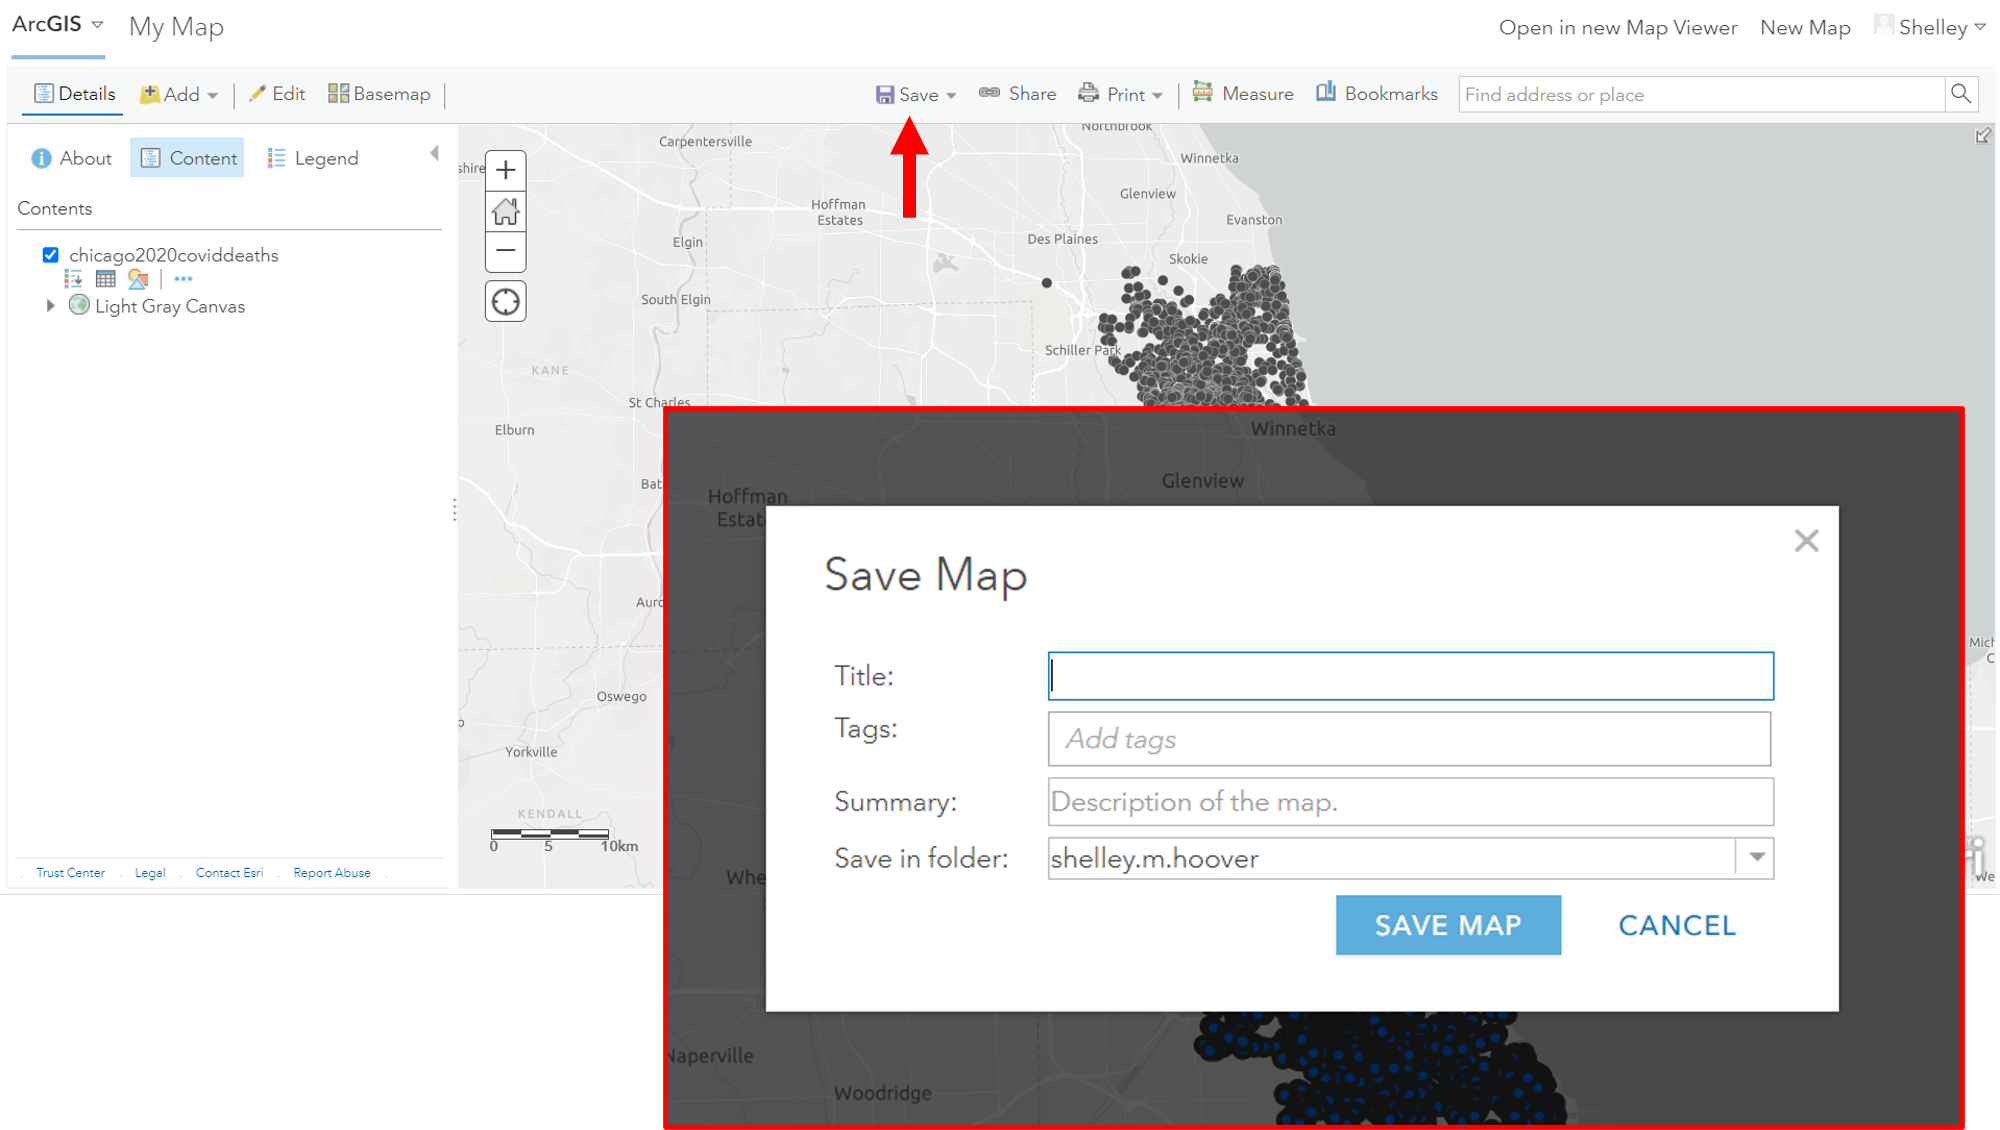 ArcGIS My Map Open in new Map Viewer New Map Shelley
Details Add Edit Basemap Save Share Print Measure Bookmarks Find address or place
About Content Legend
Contents
chicago2020coviddeaths
Light Gray Canvas
Trust Center Legal Contact Esri Report Abuse
Northbrook
Carpentersville
shire
Winnetka
Glenview
Hoffman
Estates
Evanston
Elgin
Des Plaines
Skokie
South Elgin
Schiller Park
KANE
St Charles
Elburn
Bat
Auro
Oswego
Yorkville
KENDALL
0 5 10km
Mich
C
We
Winnetka
Glenview
Hoffman
Estat
Whe
Naperville
Woodridge
Save Map
Title:
Tags: Add tags
Summary: Description of the map.
Save in folder: shelley.m.hoover
SAVE MAP CANCEL